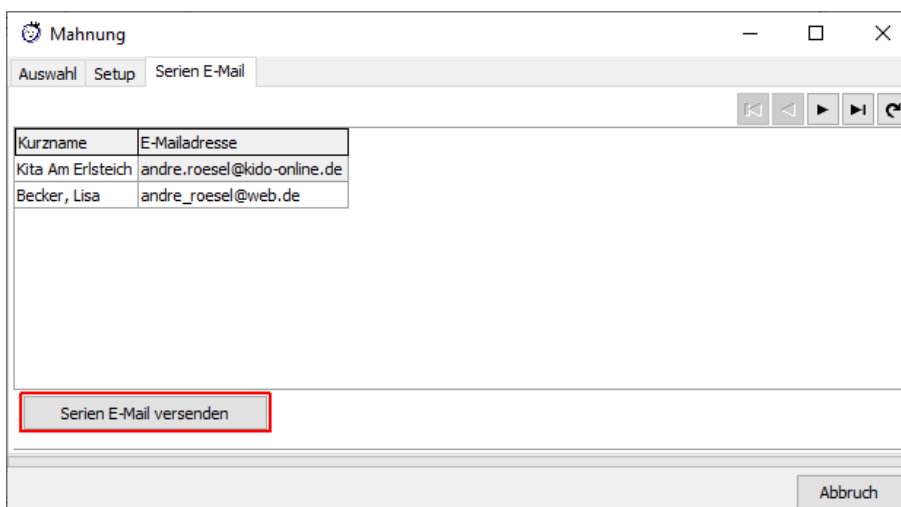 Mahnung
Auswahl Setup Serien E-Mail
Kurzname E-Mailadresse
Kita Am Erlsteich andre.roesel@kido-online.de
Becker, Lisa andre_roesel@web.de
Serien E-Mail versenden
Abbruch